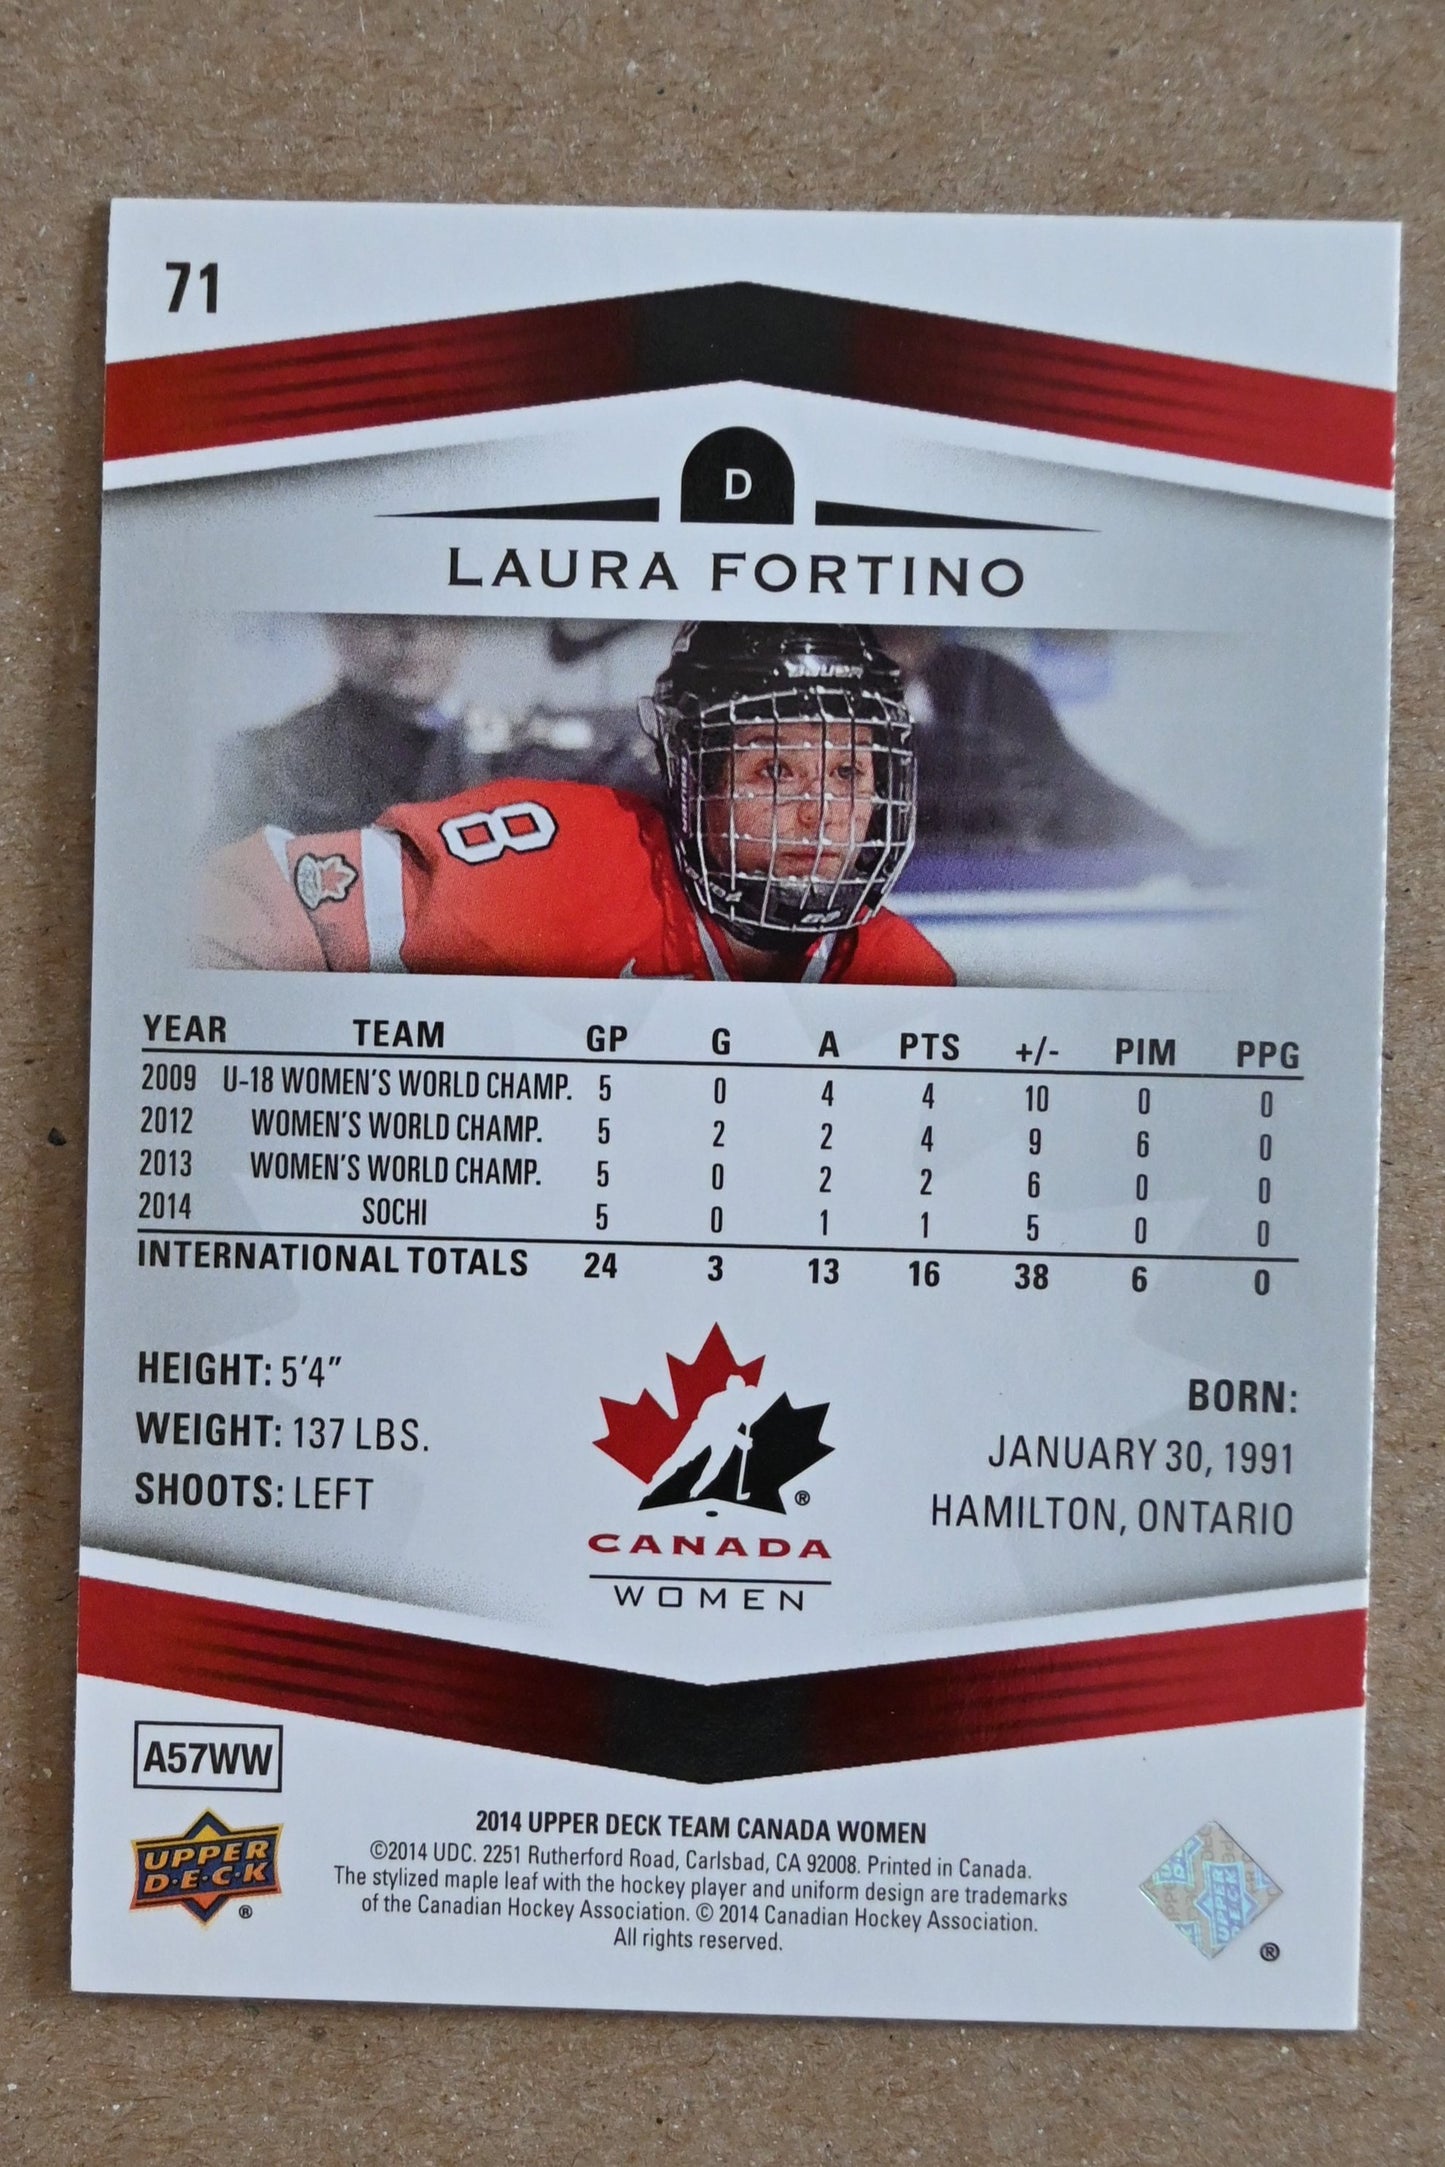 71
D
LAURA FORTINO
BAUER
8
YEAR TEAM GP G A PTS +/- PIM PPG
2009 U-18 WOMEN'S WORLD CHAMP. 5 0 4 4 10 0 0
2012 WOMEN'S WORLD CHAMP. 5 2 2 4 9 6 0
2013 WOMEN'S WORLD CHAMP. 5 0 2 2 6 0 0
2014 SOCHI 5 0 1 1 5 0 0
INTERNATIONAL TOTALS 24 3 13 16 38 6 0
HEIGHT: 5'4"
WEIGHT: 137 LBS.
SHOOTS: LEFT
®
CANADA
WOMEN
BORN:
JANUARY 30, 1991
HAMILTON, ONTARIO
A57WW
UPPER
D·E·C·K
®
2014 UPPER DECK TEAM CANADA WOMEN
©2014 UDC. 2251 Rutherford Road, Carlsbad, CA 92008. Printed in Canada.
The stylized maple leaf with the hockey player and uniform design are trademarks
of the Canadian Hockey Association. © 2014 Canadian Hockey Association.
All rights reserved.
UPPER
DECK
®